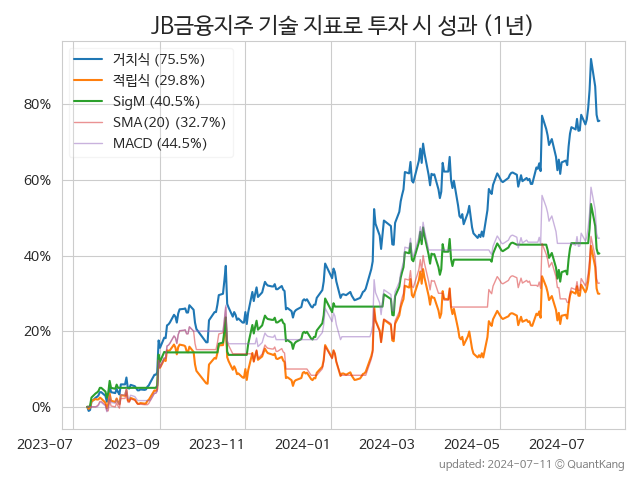 JB금융지주 기술 지표로 투자 시 성과 (1년)
거치식 (75.5%)
적립식 (29.8%)
SigM (40.5%)
SMA(20) (32.7%)
MACD (44.5%)
80%
60%
40%
20%
0%
2023-07 2023-09 2023-11 2024-01 2024-03 2024-05 2024-07
updated: 2024-07-11 © QuantKang